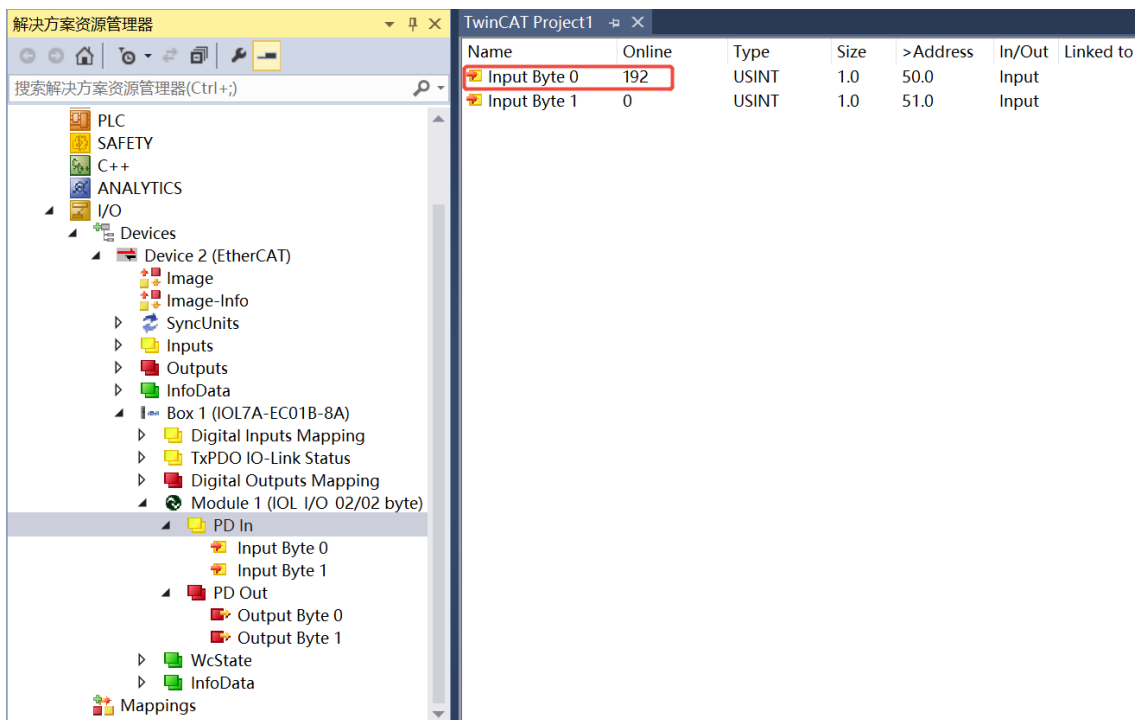 解决方案资源管理器
搜索解决方案资源管理器(Ctrl+;)
PLC
SAFETY
C++
ANALYTICS
I/O
Devices
Device 2 (EtherCAT)
Image
Image-Info
SyncUnits
Inputs
Outputs
InfoData
Box 1 (IOL7A-EC01B-8A)
Digital Inputs Mapping
TxPDO IO-Link Status
Digital Outputs Mapping
Module 1 (IOL I/O 02/02 byte)
PD In
Input Byte 0
Input Byte 1
PD Out
Output Byte 0
Output Byte 1
WcState
InfoData
Mappings
TwinCAT Project1
Name Online Type Size >Address In/Out Linked to
Input Byte 0 192 USINT 1.0 50.0 Input
Input Byte 1 0 USINT 1.0 51.0 Input